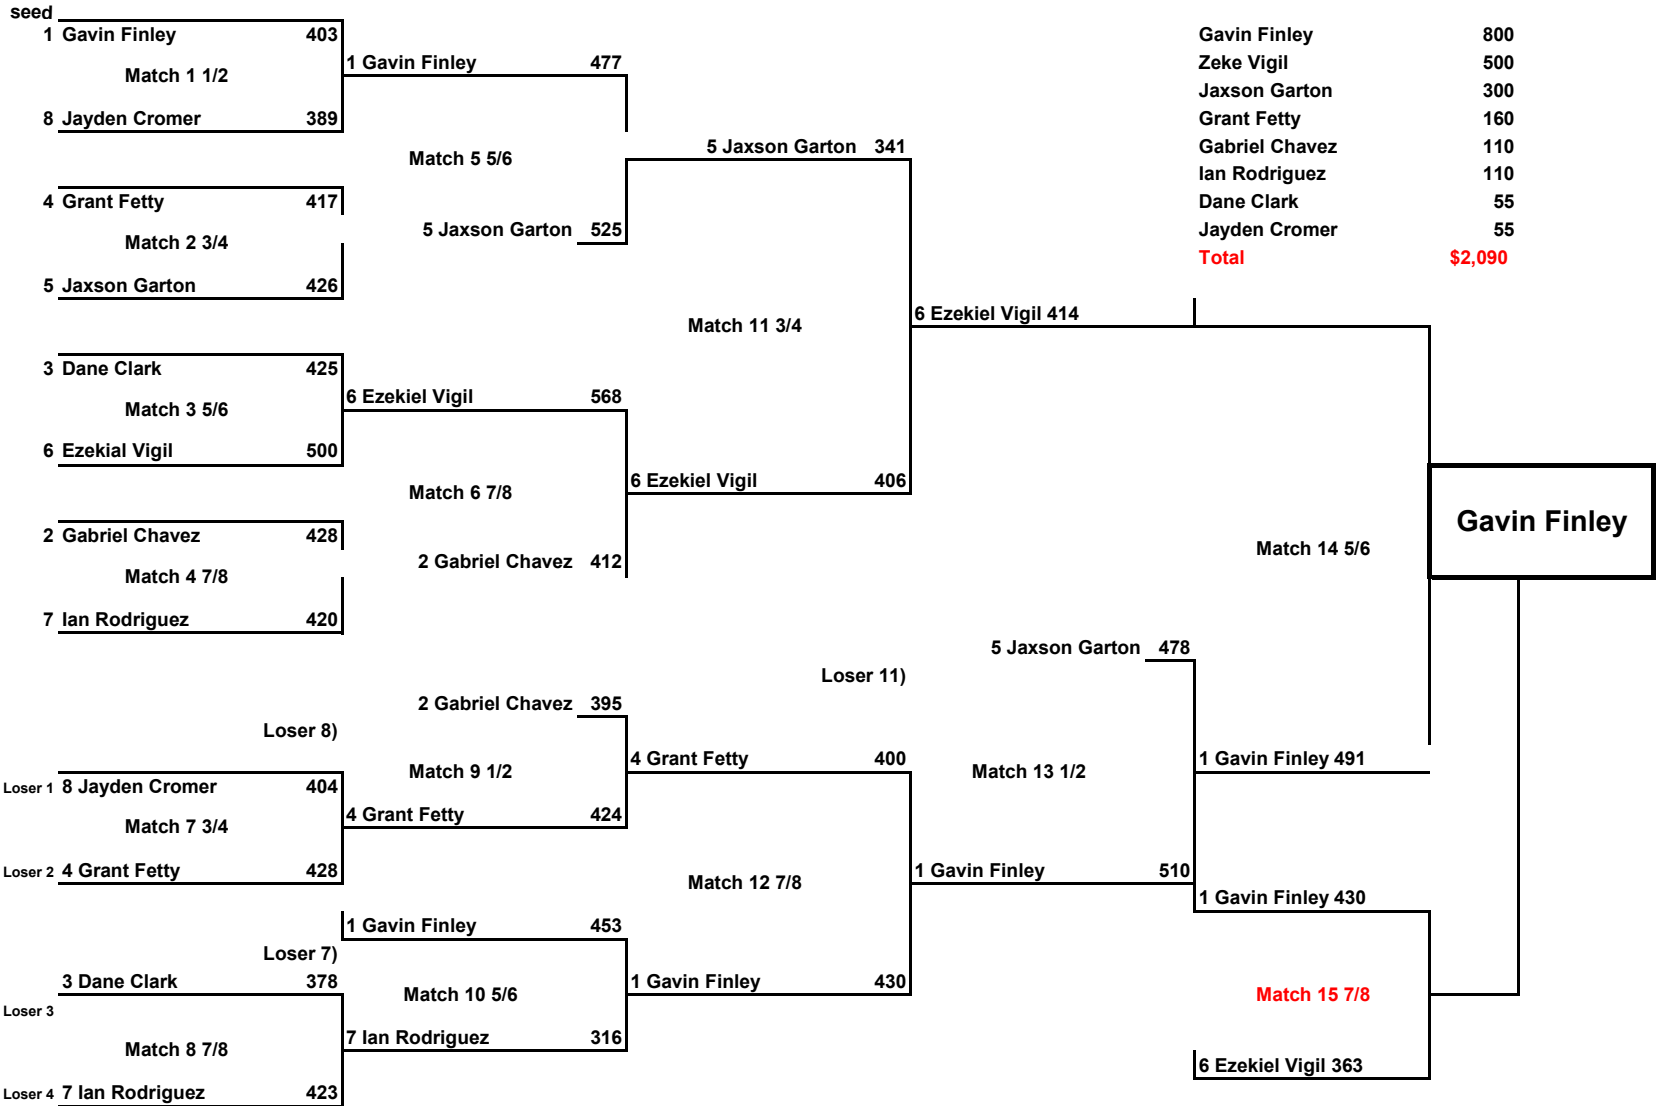 seed
1 Gavin Finley 403
Match 1 1/2
8 Jayden Cromer 389
4 Grant Fetty 417
Match 2 3/4
5 Jaxson Garton 426
3 Dane Clark 425
Match 3 5/6
6 Ezekial Vigil 500
2 Gabriel Chavez 428
Match 4 7/8
7 Ian Rodriguez 420
1 Gavin Finley 477
Match 5 5/6
5 Jaxson Garton 525
6 Ezekiel Vigil 568
Match 6 7/8
2 Gabriel Chavez 412
5 Jaxson Garton 341
Match 11 3/4
6 Ezekiel Vigil 406
6 Ezekiel Vigil 414
Match 14 5/6
Gavin Finley
Gavin Finley 800
Zeke Vigil 500
Jaxson Garton 300
Grant Fetty 160
Gabriel Chavez 110
Ian Rodriguez 110
Dane Clark 55
Jayden Cromer 55
Total $2,090
Loser 8)
Loser 1 8 Jayden Cromer 404
Match 7 3/4
Loser 2 4 Grant Fetty 428
Loser 7)
3 Dane Clark 378
Loser 3
Match 8 7/8
Loser 4 7 Ian Rodriguez 423
2 Gabriel Chavez 395
Match 9 1/2
4 Grant Fetty 424
1 Gavin Finley 453
Match 10 5/6
7 Ian Rodriguez 316
4 Grant Fetty 400
Match 12 7/8
1 Gavin Finley 430
Loser 11)
5 Jaxson Garton 478
Match 13 1/2
1 Gavin Finley 510
1 Gavin Finley 491
1 Gavin Finley 430
Match 15 7/8
6 Ezekiel Vigil 363